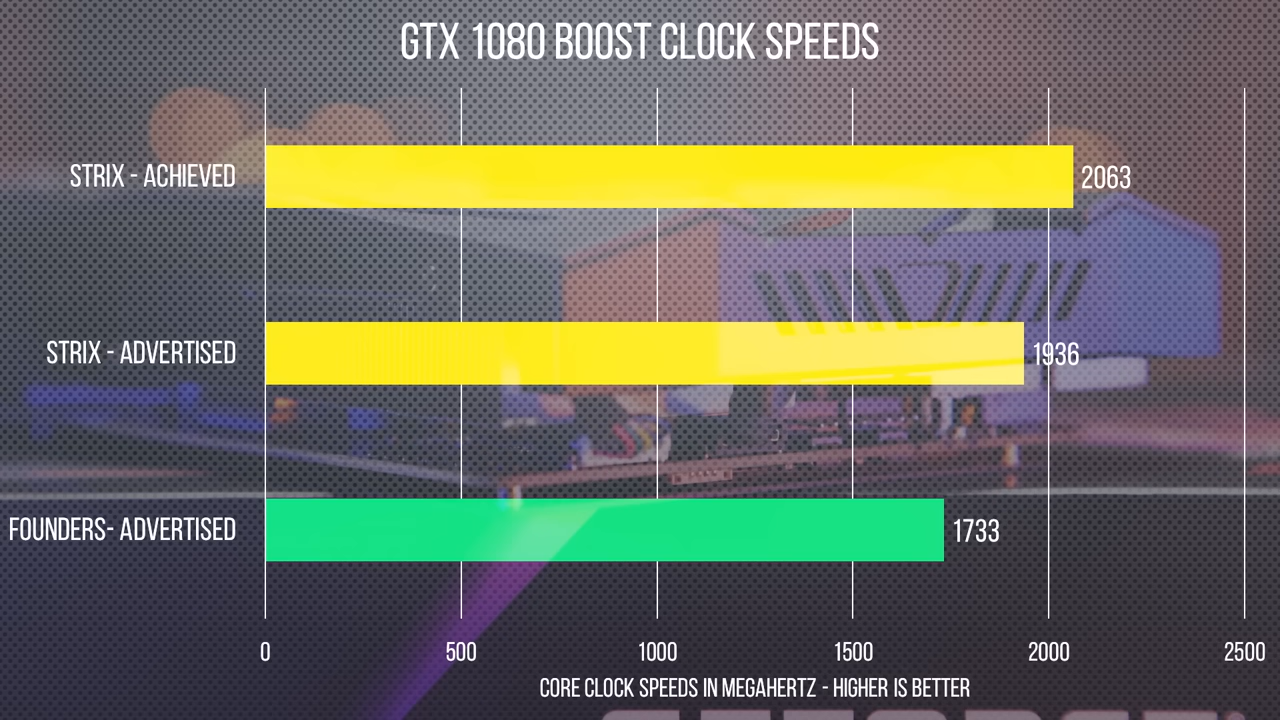 GTX 1080 BOOST CLOCK SPEEDS
STRIX - ACHIEVED
2063
STRIX - ADVERTISED
1936
FOUNDERS- ADVERTISED
1733
0 500 1000 1500 2000 2500
CORE CLOCK SPEEDS IN MEGAHERTZ - HIGHER IS BETTER